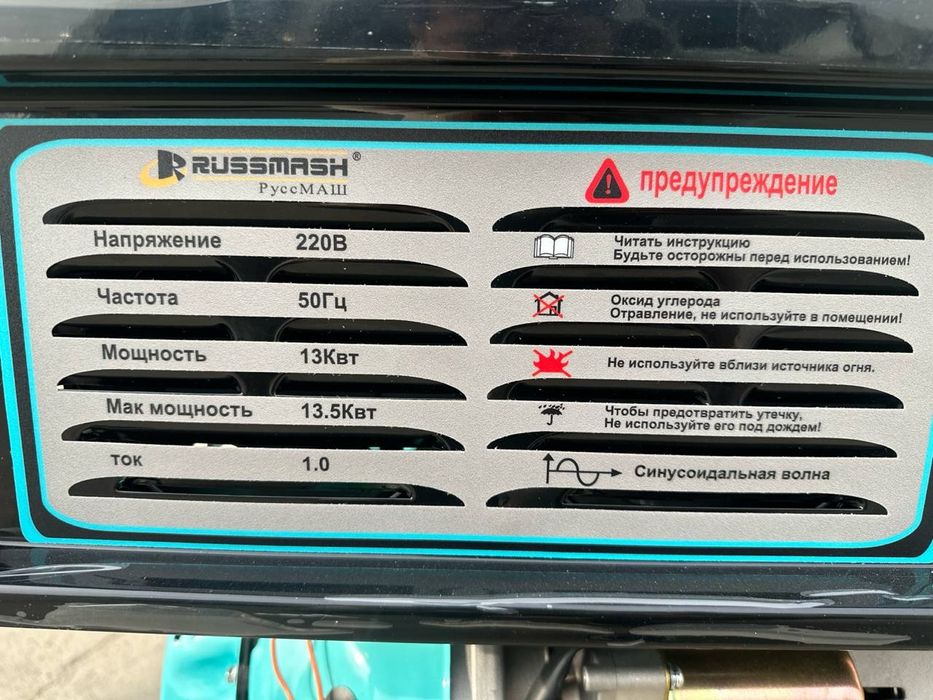 RUSSMASH®
РуссМАШ
Напряжение 220В
Частота 50Гц
Мощность 13Квт
Мак мощность 13.5Квт
ток 1.0
предупреждение
Читать инструкцию
Будьте осторожны перед использованием!
Оксид углерода
Отравление, не используйте в помещении!
Не используйте вблизи источника огня.
Чтобы предотвратить утечку,
Не используйте его под дождем!
Синусоидальная волна